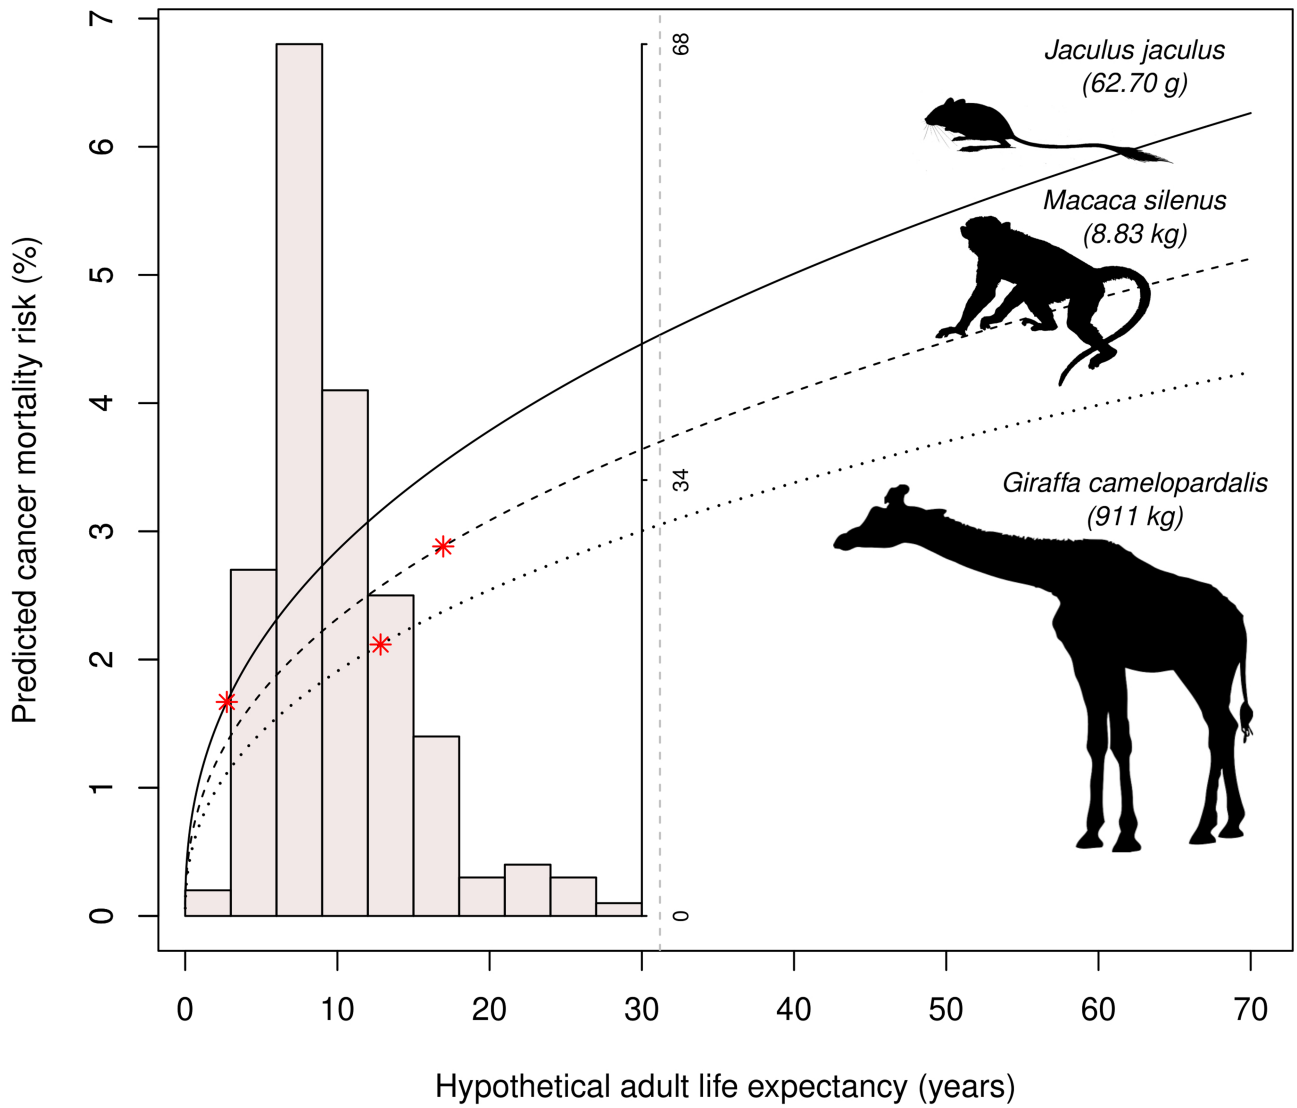 7
6
5
4
3
2
1
0
Predicted cancer mortality risk (%)
68
34
0
Jaculus jaculus
(62.70 g)
Macaca silenus
(8.83 kg)
Giraffa camelopardalis
(911 kg)
0 10 20 30 40 50 60 70
Hypothetical adult life expectancy (years)